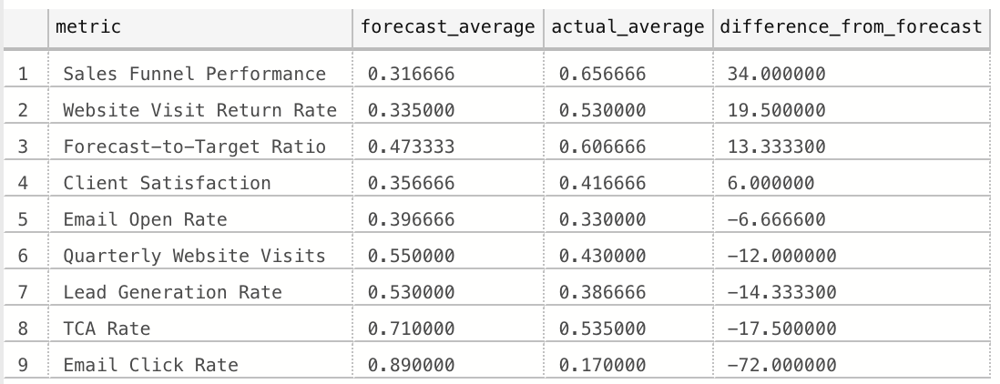 metric forecast_average actual_average difference_from_forecast
1 Sales Funnel Performance 0.316666 0.656666 34.000000
2 Website Visit Return Rate 0.335000 0.530000 19.500000
3 Forecast-to-Target Ratio 0.473333 0.606666 13.333300
4 Client Satisfaction 0.356666 0.416666 6.000000
5 Email Open Rate 0.396666 0.330000 -6.666600
6 Quarterly Website Visits 0.550000 0.430000 -12.000000
7 Lead Generation Rate 0.530000 0.386666 -14.333300
8 TCA Rate 0.710000 0.535000 -17.500000
9 Email Click Rate 0.890000 0.170000 -72.000000